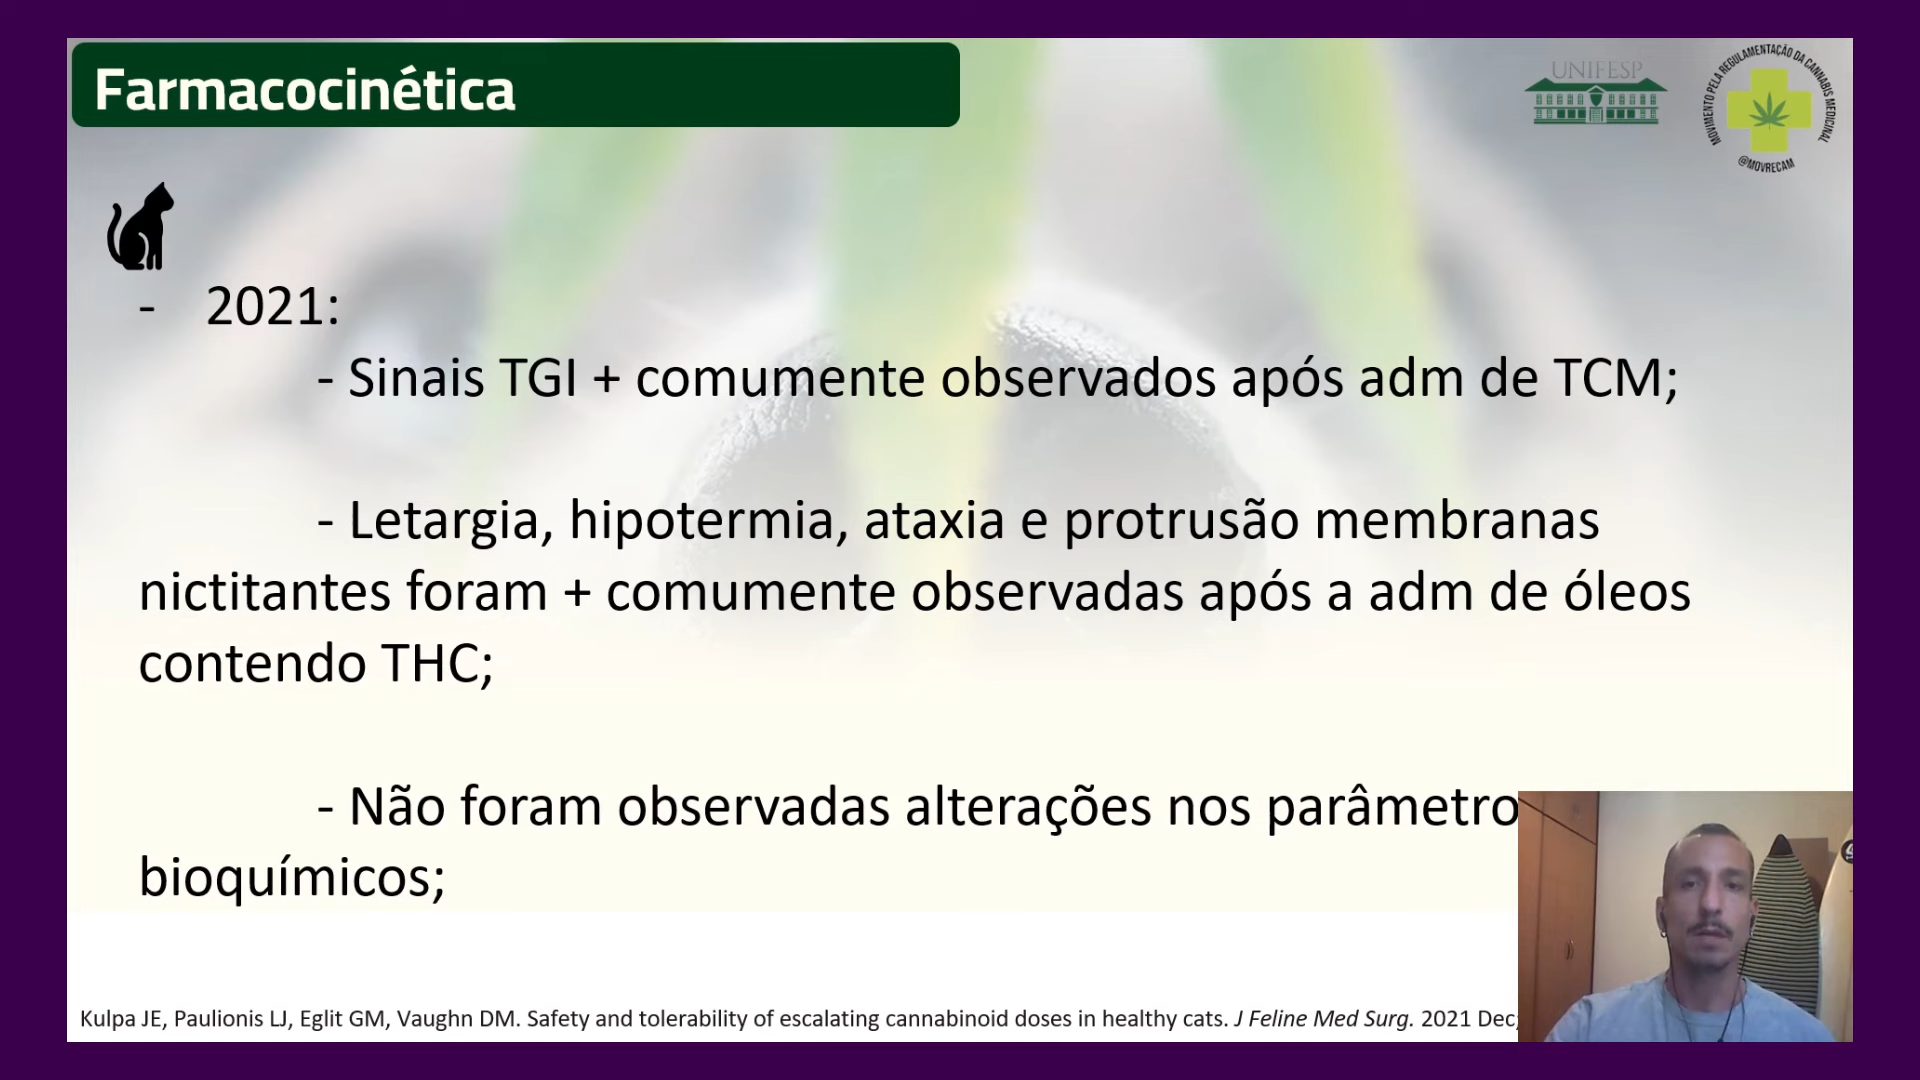 Farmacocinética
UNIFESP
MOVIMENTO PELA REGULAMENTAÇÃO DA CANNABIS MEDICINAL
@MOVRECAM
- 2021:
- Sinais TGI + comumente observados após adm de TCM;
- Letargia, hipotermia, ataxia e protrusão membranas
nictitantes foram + comumente observadas após a adm de óleos
contendo THC;
- Não foram observadas alterações nos parâmetro
bioquímicos;
Kulpa JE, Paulionis LJ, Eglit GM, Vaughn DM. Safety and tolerability of escalating cannabinoid doses in healthy cats. J Feline Med Surg. 2021 Dec;